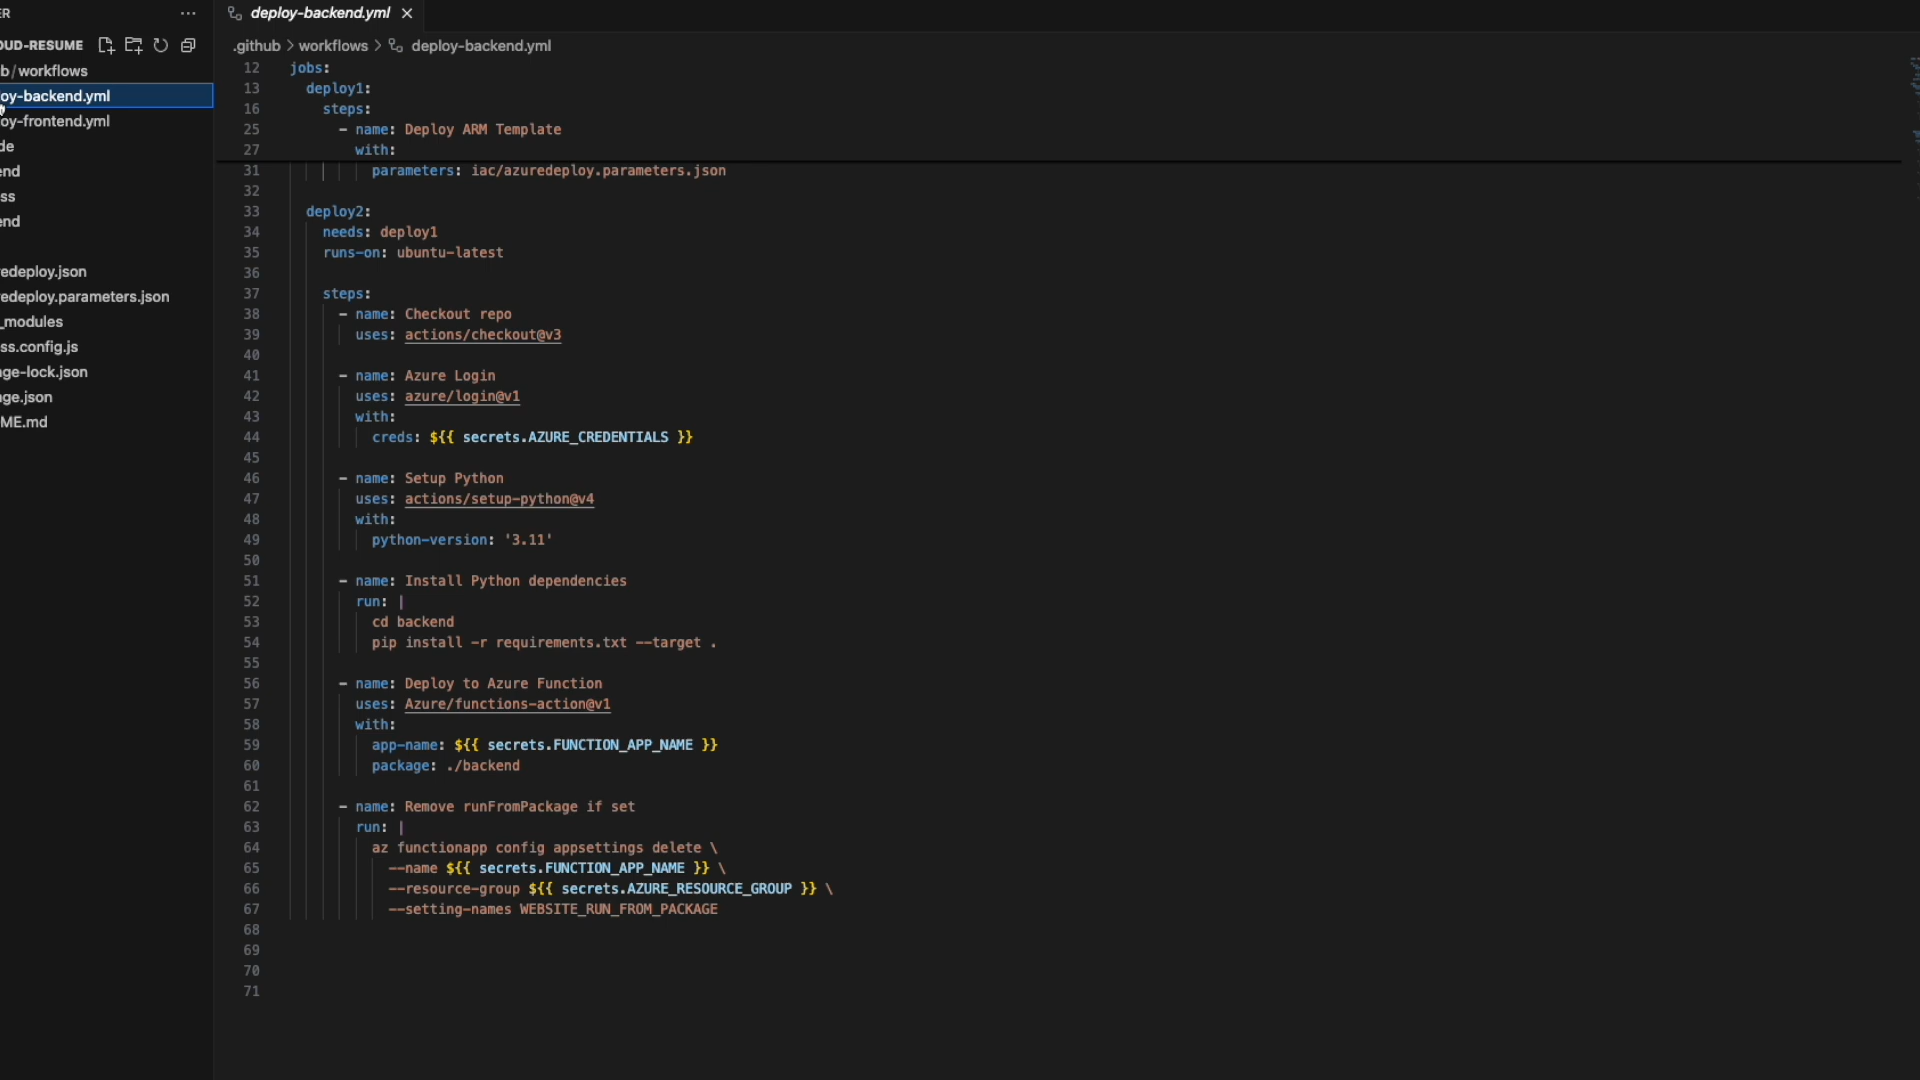 ER
deploy-backend.yml
OUD-RESUME
b/workflows
oy-backend.yml
oy-frontend.yml
de
end
ss
end
edeploy.json
edeploy.parameters.json
_modules
ss.config.js
ge-lock.json
ge.json
ME.md
.github > workflows > deploy-backend.yml
12 jobs:
13 deploy1:
16 steps:
25 - name: Deploy ARM Template
27 with:
31 parameters: iac/azuredeploy.parameters.json
32
33 deploy2:
34 needs: deploy1
35 runs-on: ubuntu-latest
36
37 steps:
38 - name: Checkout repo
39 uses: actions/checkout@v3
40
41 - name: Azure Login
42 uses: azure/login@v1
43 with:
44 creds: ${{ secrets.AZURE_CREDENTIALS }}
45
46 - name: Setup Python
47 uses: actions/setup-python@v4
48 with:
49 python-version: '3.11'
50
51 - name: Install Python dependencies
52 run: |
53 cd backend
54 pip install -r requirements.txt --target .
55
56 - name: Deploy to Azure Function
57 uses: Azure/functions-action@v1
58 with:
59 app-name: ${{ secrets.FUNCTION_APP_NAME }}
60 package: ./backend
61
62 - name: Remove runFromPackage if set
63 run: |
64 az functionapp config appsettings delete \
65 --name ${{ secrets.FUNCTION_APP_NAME }} \
66 --resource-group ${{ secrets.AZURE_RESOURCE_GROUP }} \
67 --setting-names WEBSITE_RUN_FROM_PACKAGE
68
69
70
71